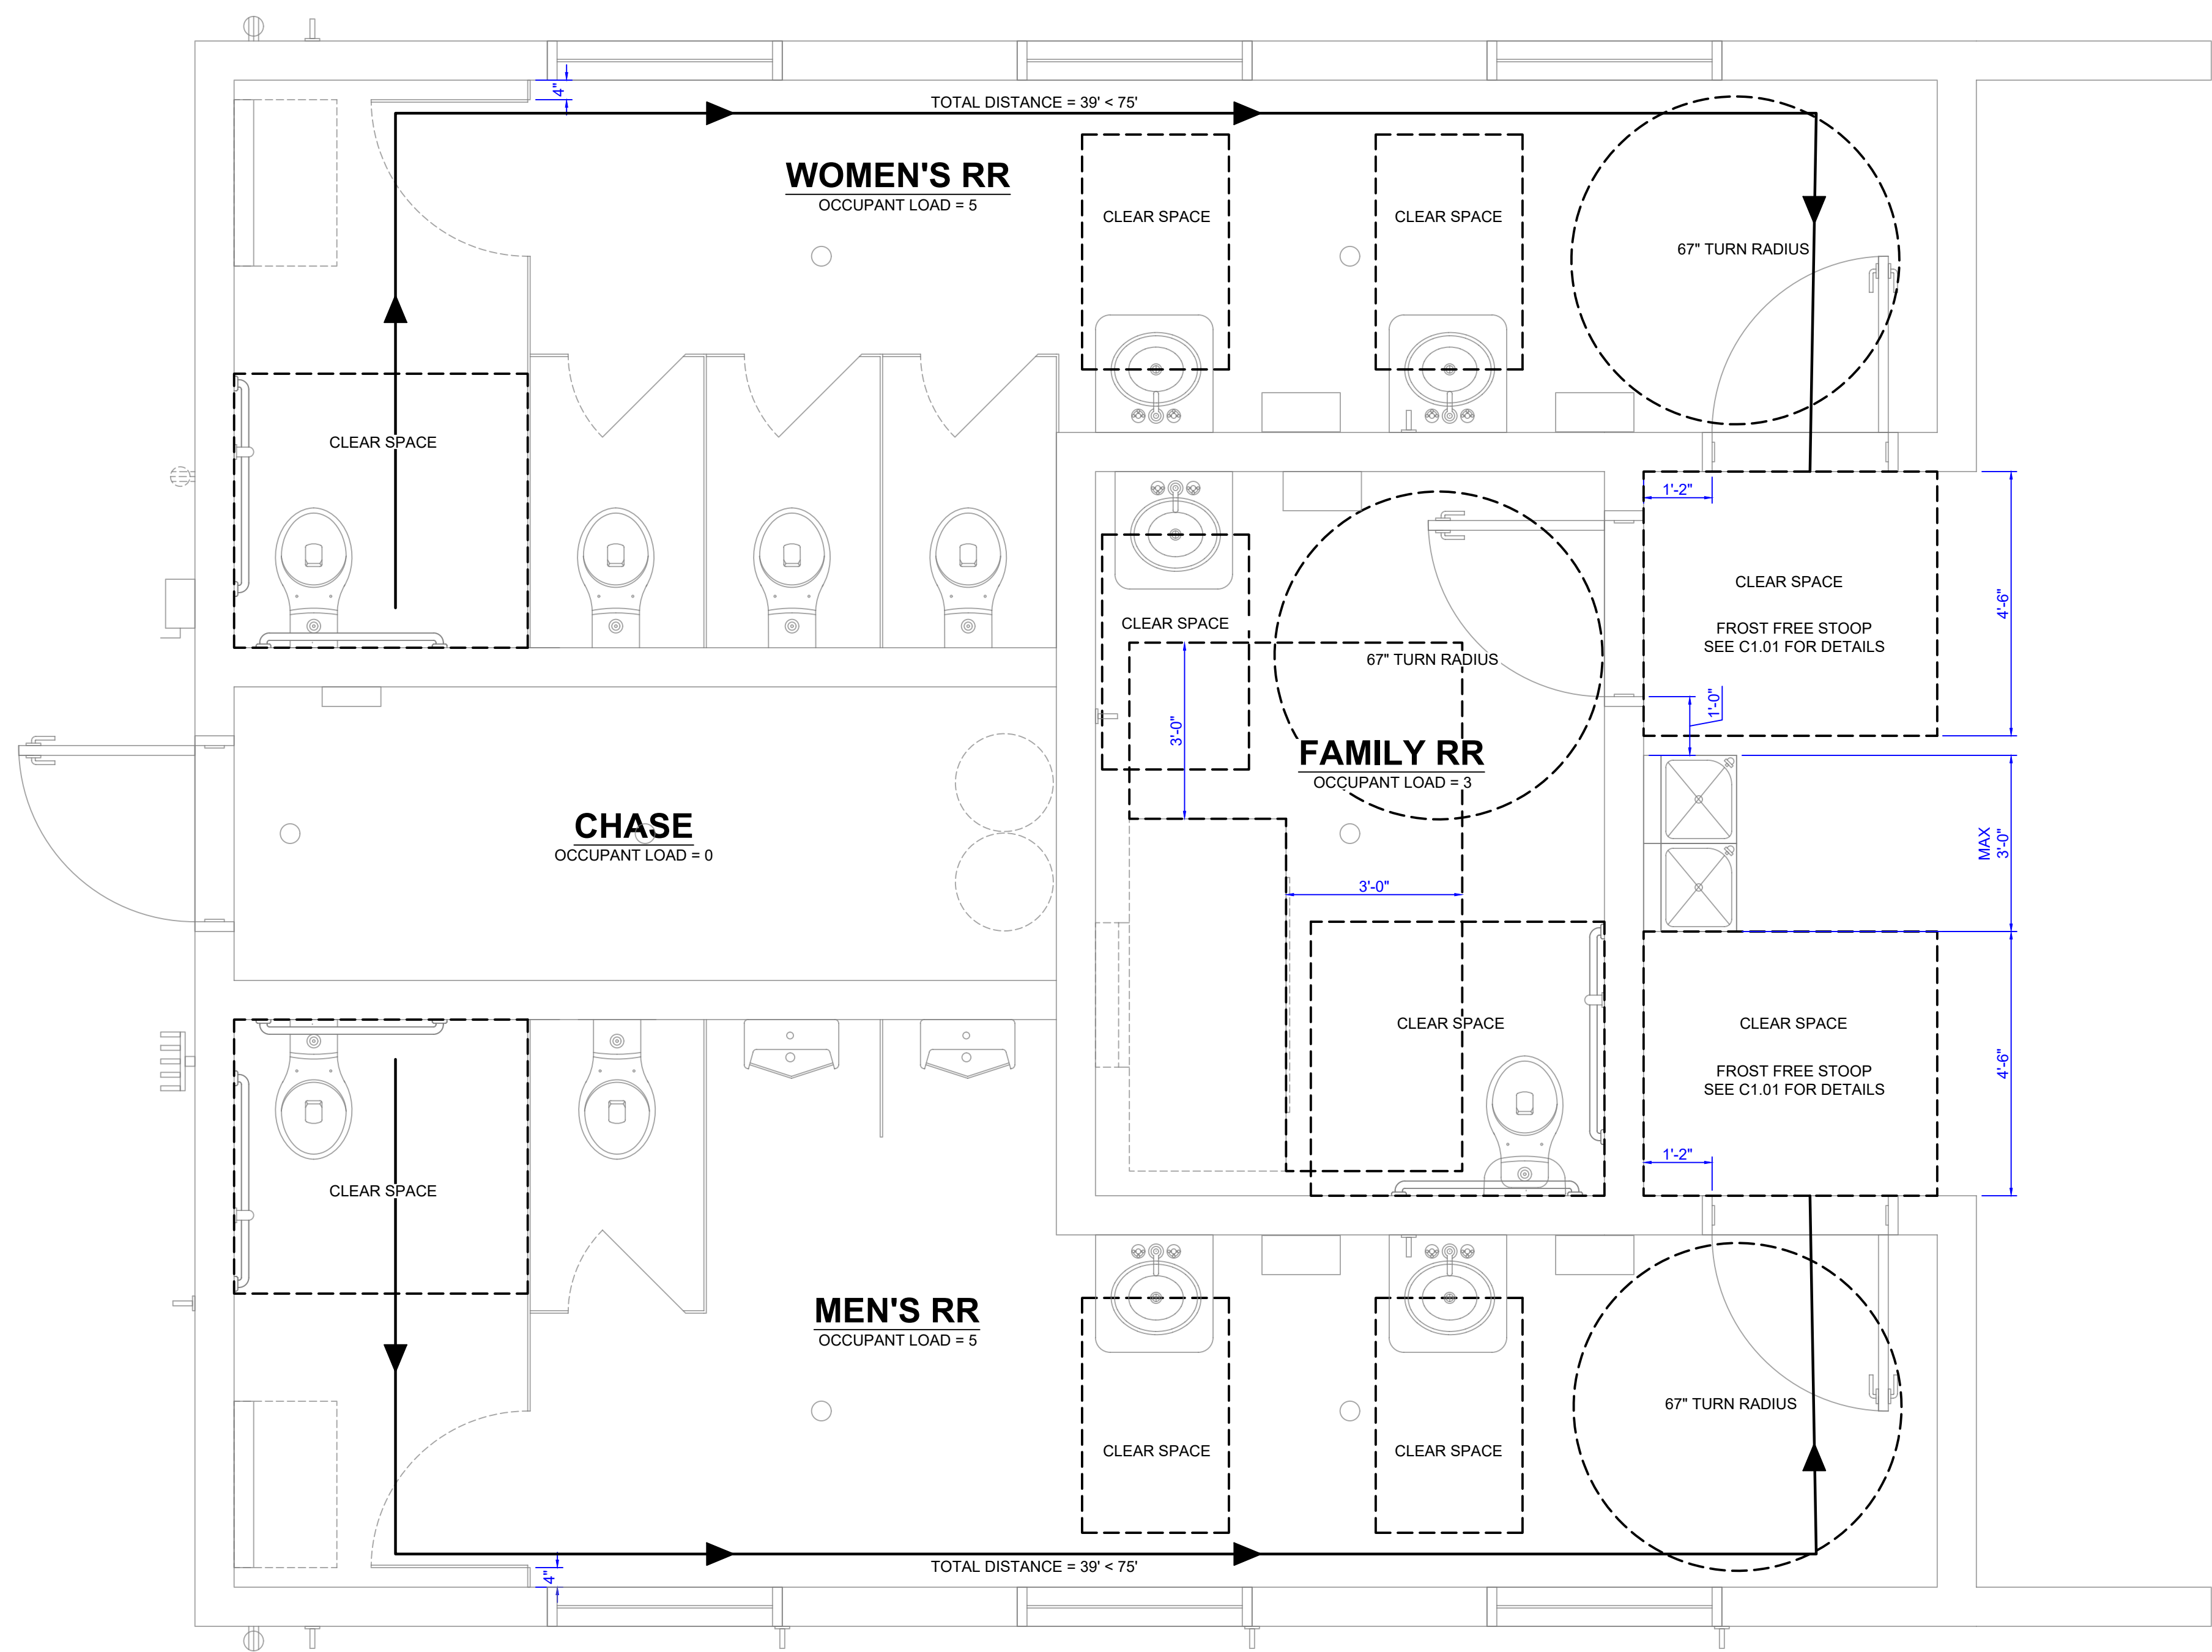 4"
TOTAL DISTANCE = 39' < 75'
WOMEN'S RR
OCCUPANT LOAD = 5
CLEAR SPACE
CLEAR SPACE
67" TURN RADIUS
CLEAR SPACE
1'-2"
CLEAR SPACE
FROST FREE STOOP
SEE C1.01 FOR DETAILS
4'-6"
CLEAR SPACE
67" TURN RADIUS
1'-0"
3'-0"
FAMILY RR
OCCUPANT LOAD = 3
CHASE
OCCUPANT LOAD = 0
MAX
3'-0"
3'-0"
CLEAR SPACE
CLEAR SPACE
FROST FREE STOOP
SEE C1.01 FOR DETAILS
4'-6"
1'-2"
CLEAR SPACE
MEN'S RR
OCCUPANT LOAD = 5
67" TURN RADIUS
CLEAR SPACE
CLEAR SPACE
TOTAL DISTANCE = 39' < 75'
4"